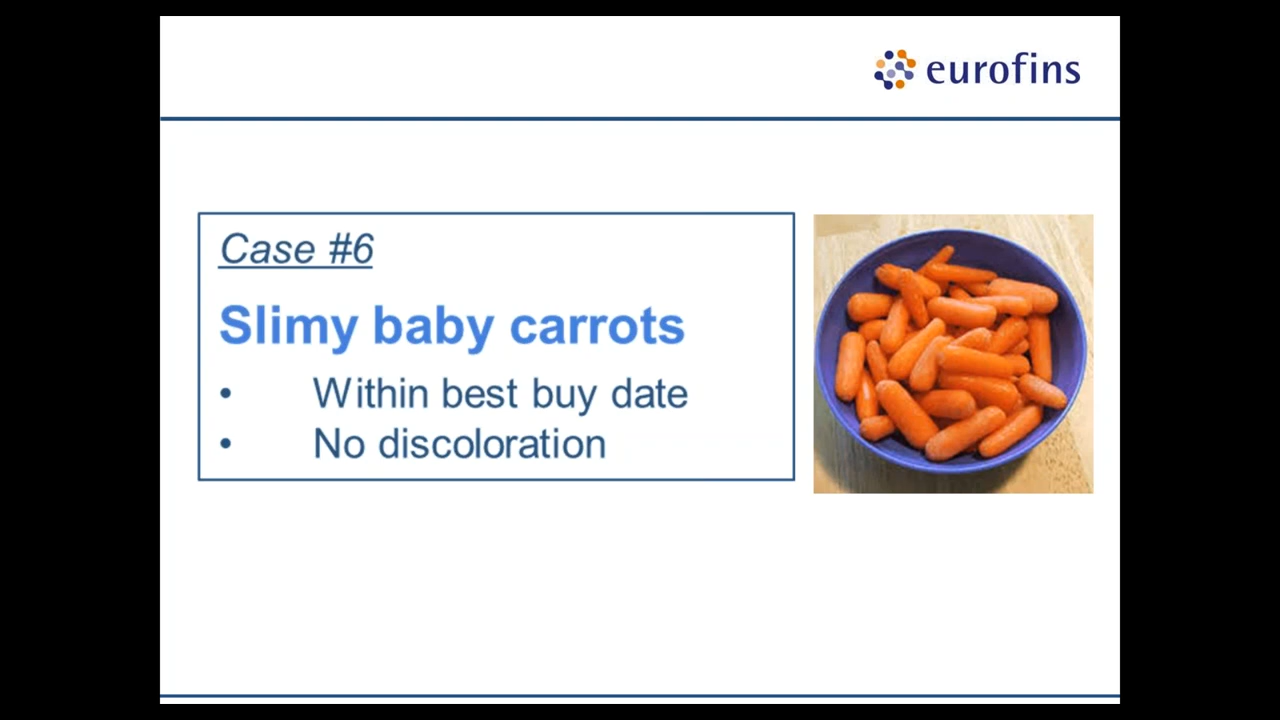 eurofins
Case #6
Slimy baby carrots
• Within best buy date
• No discoloration